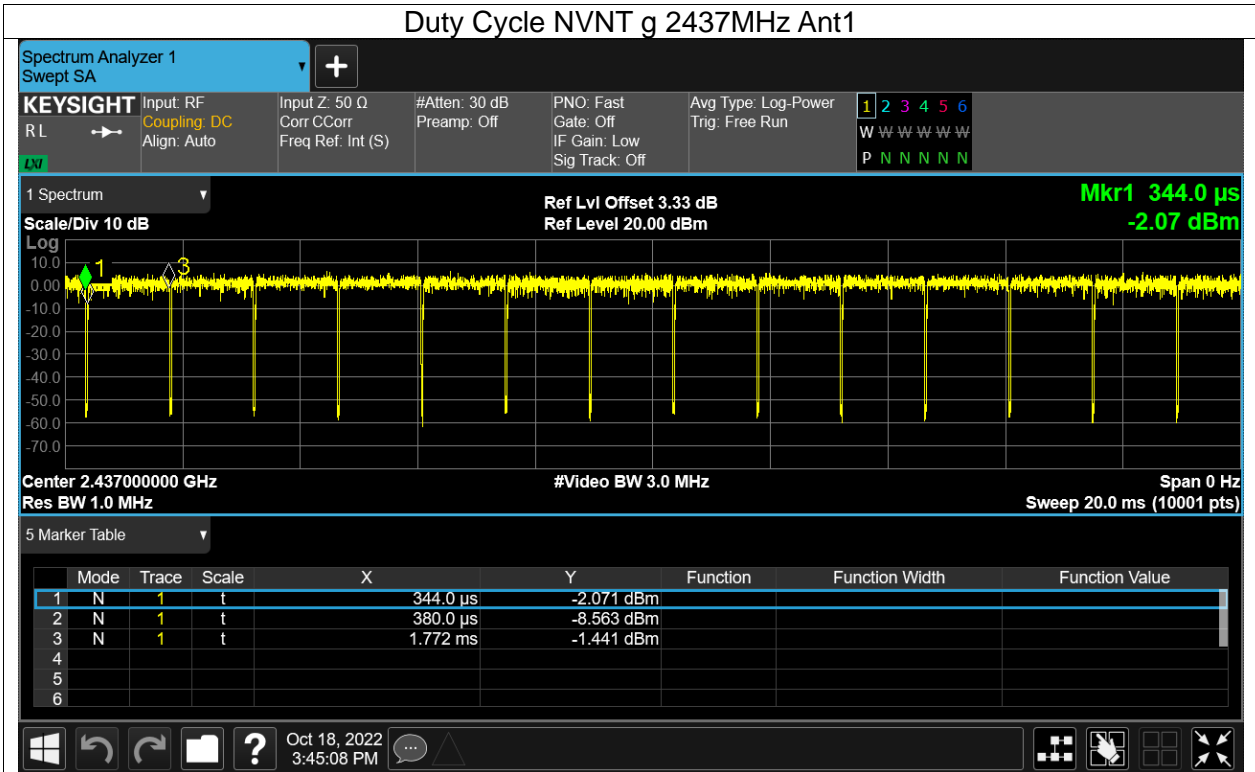 Duty Cycle NVNT g 2437MHz Ant1
Spectrum Analyzer 1
Swept SA
+
KEYSIGHT Input: RF Input Z: 50 Ω #Atten: 30 dB PNO: Fast Avg Type: Log-Power 1 2 3 4 5 6
RL Coupling: DC Corr CCorr Preamp: Off Gate: Off Trig: Free Run W W W W W W
Align: Auto Freq Ref: Int (S) IF Gain: Low P N N N N N
LXI Sig Track: Off
1 Spectrum Ref Lvl Offset 3.33 dB Mkr1 344.0 µs
Scale/Div 10 dB Ref Level 20.00 dBm -2.07 dBm
Log
10.0
1 3
0.00
-10.0
-20.0
-30.0
-40.0
-50.0
-60.0
-70.0
Center 2.437000000 GHz #Video BW 3.0 MHz Span 0 Hz
Res BW 1.0 MHz Sweep 20.0 ms (10001 pts)
5 Marker Table
Mode Trace Scale X Y Function Function Width Function Value
1 N 1 t 344.0 µs -2.071 dBm
2 N 1 t 380.0 µs -8.563 dBm
3 N 1 t 1.772 ms -1.441 dBm
4
5
6
? Oct 18, 2022
3:45:08 PM